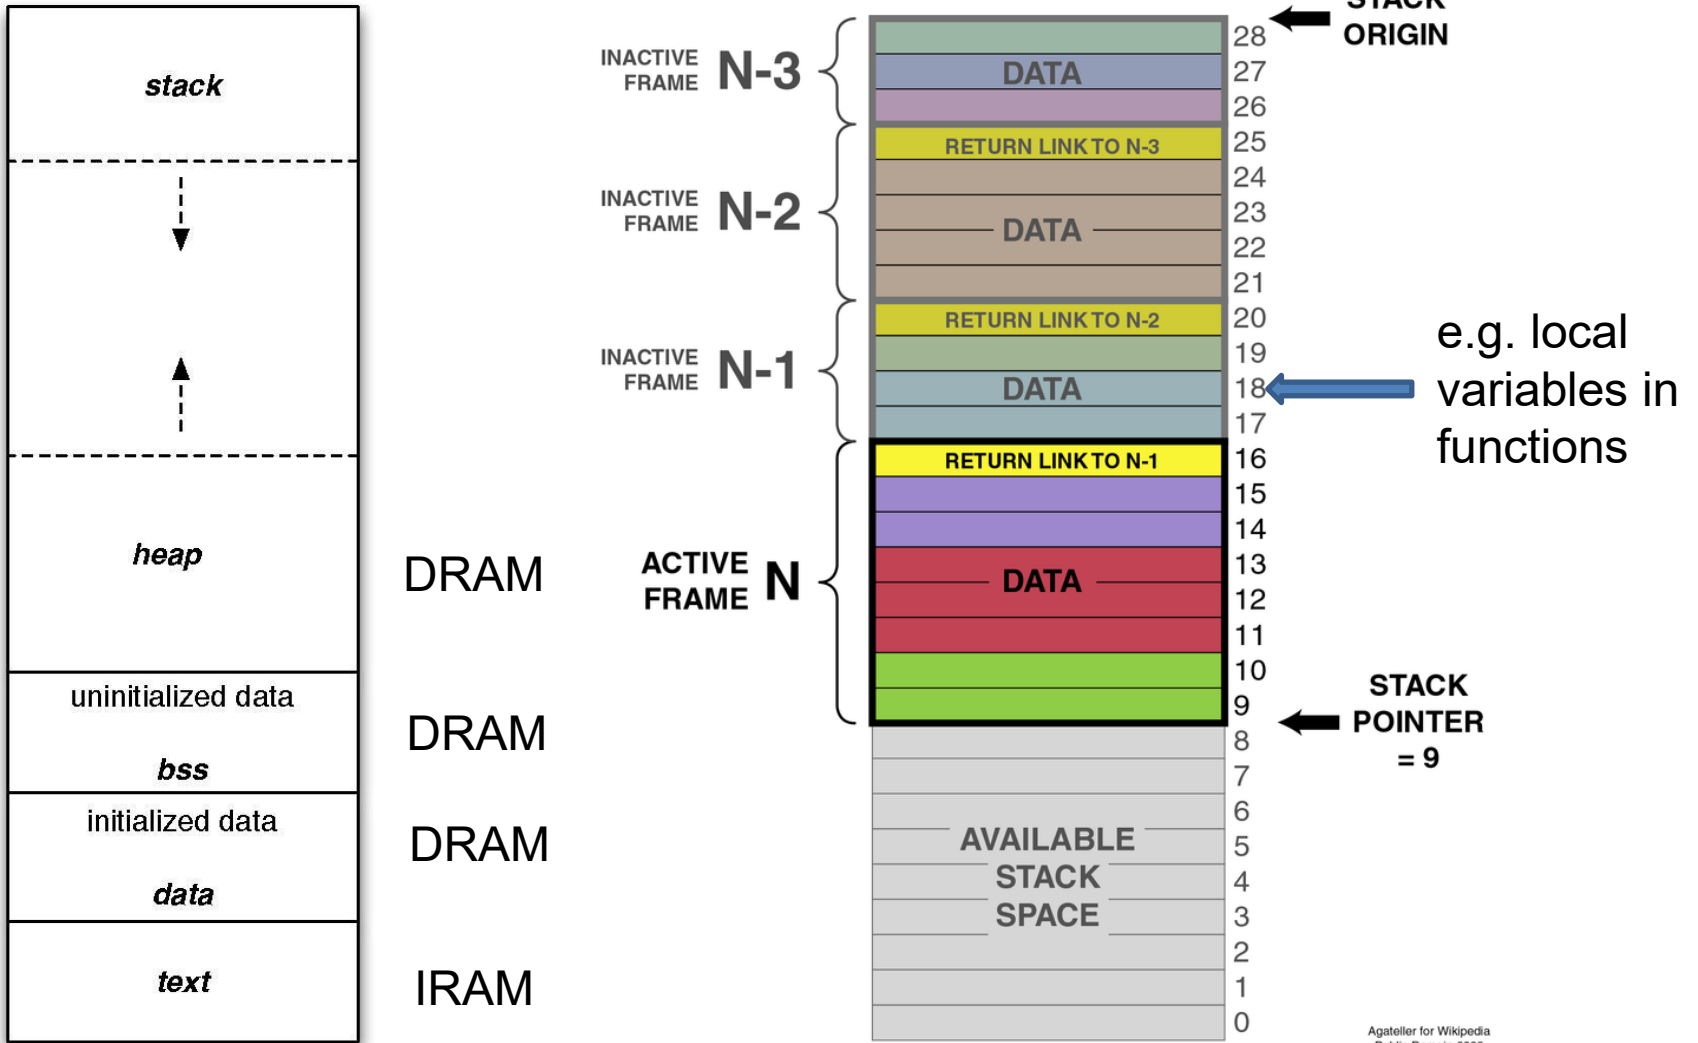 stack
heap
uninitialized data
bss
initialized data
data
text
DRAM
DRAM
DRAM
IRAM
INACTIVE
FRAME N-3
INACTIVE
FRAME N-2
INACTIVE
FRAME N-1
ACTIVE
FRAME N
DATA
RETURN LINK TO N-3
DATA
RETURN LINK TO N-2
DATA
RETURN LINK TO N-1
DATA
AVAILABLE
STACK
SPACE
28
27
26
25
24
23
22
21
20
19
18
17
16
15
14
13
12
11
10
9
8
7
6
5
4
3
2
1
0
STACK
ORIGIN
e.g. local
variables in
functions
STACK
POINTER
= 9
Agateller for Wikipedia